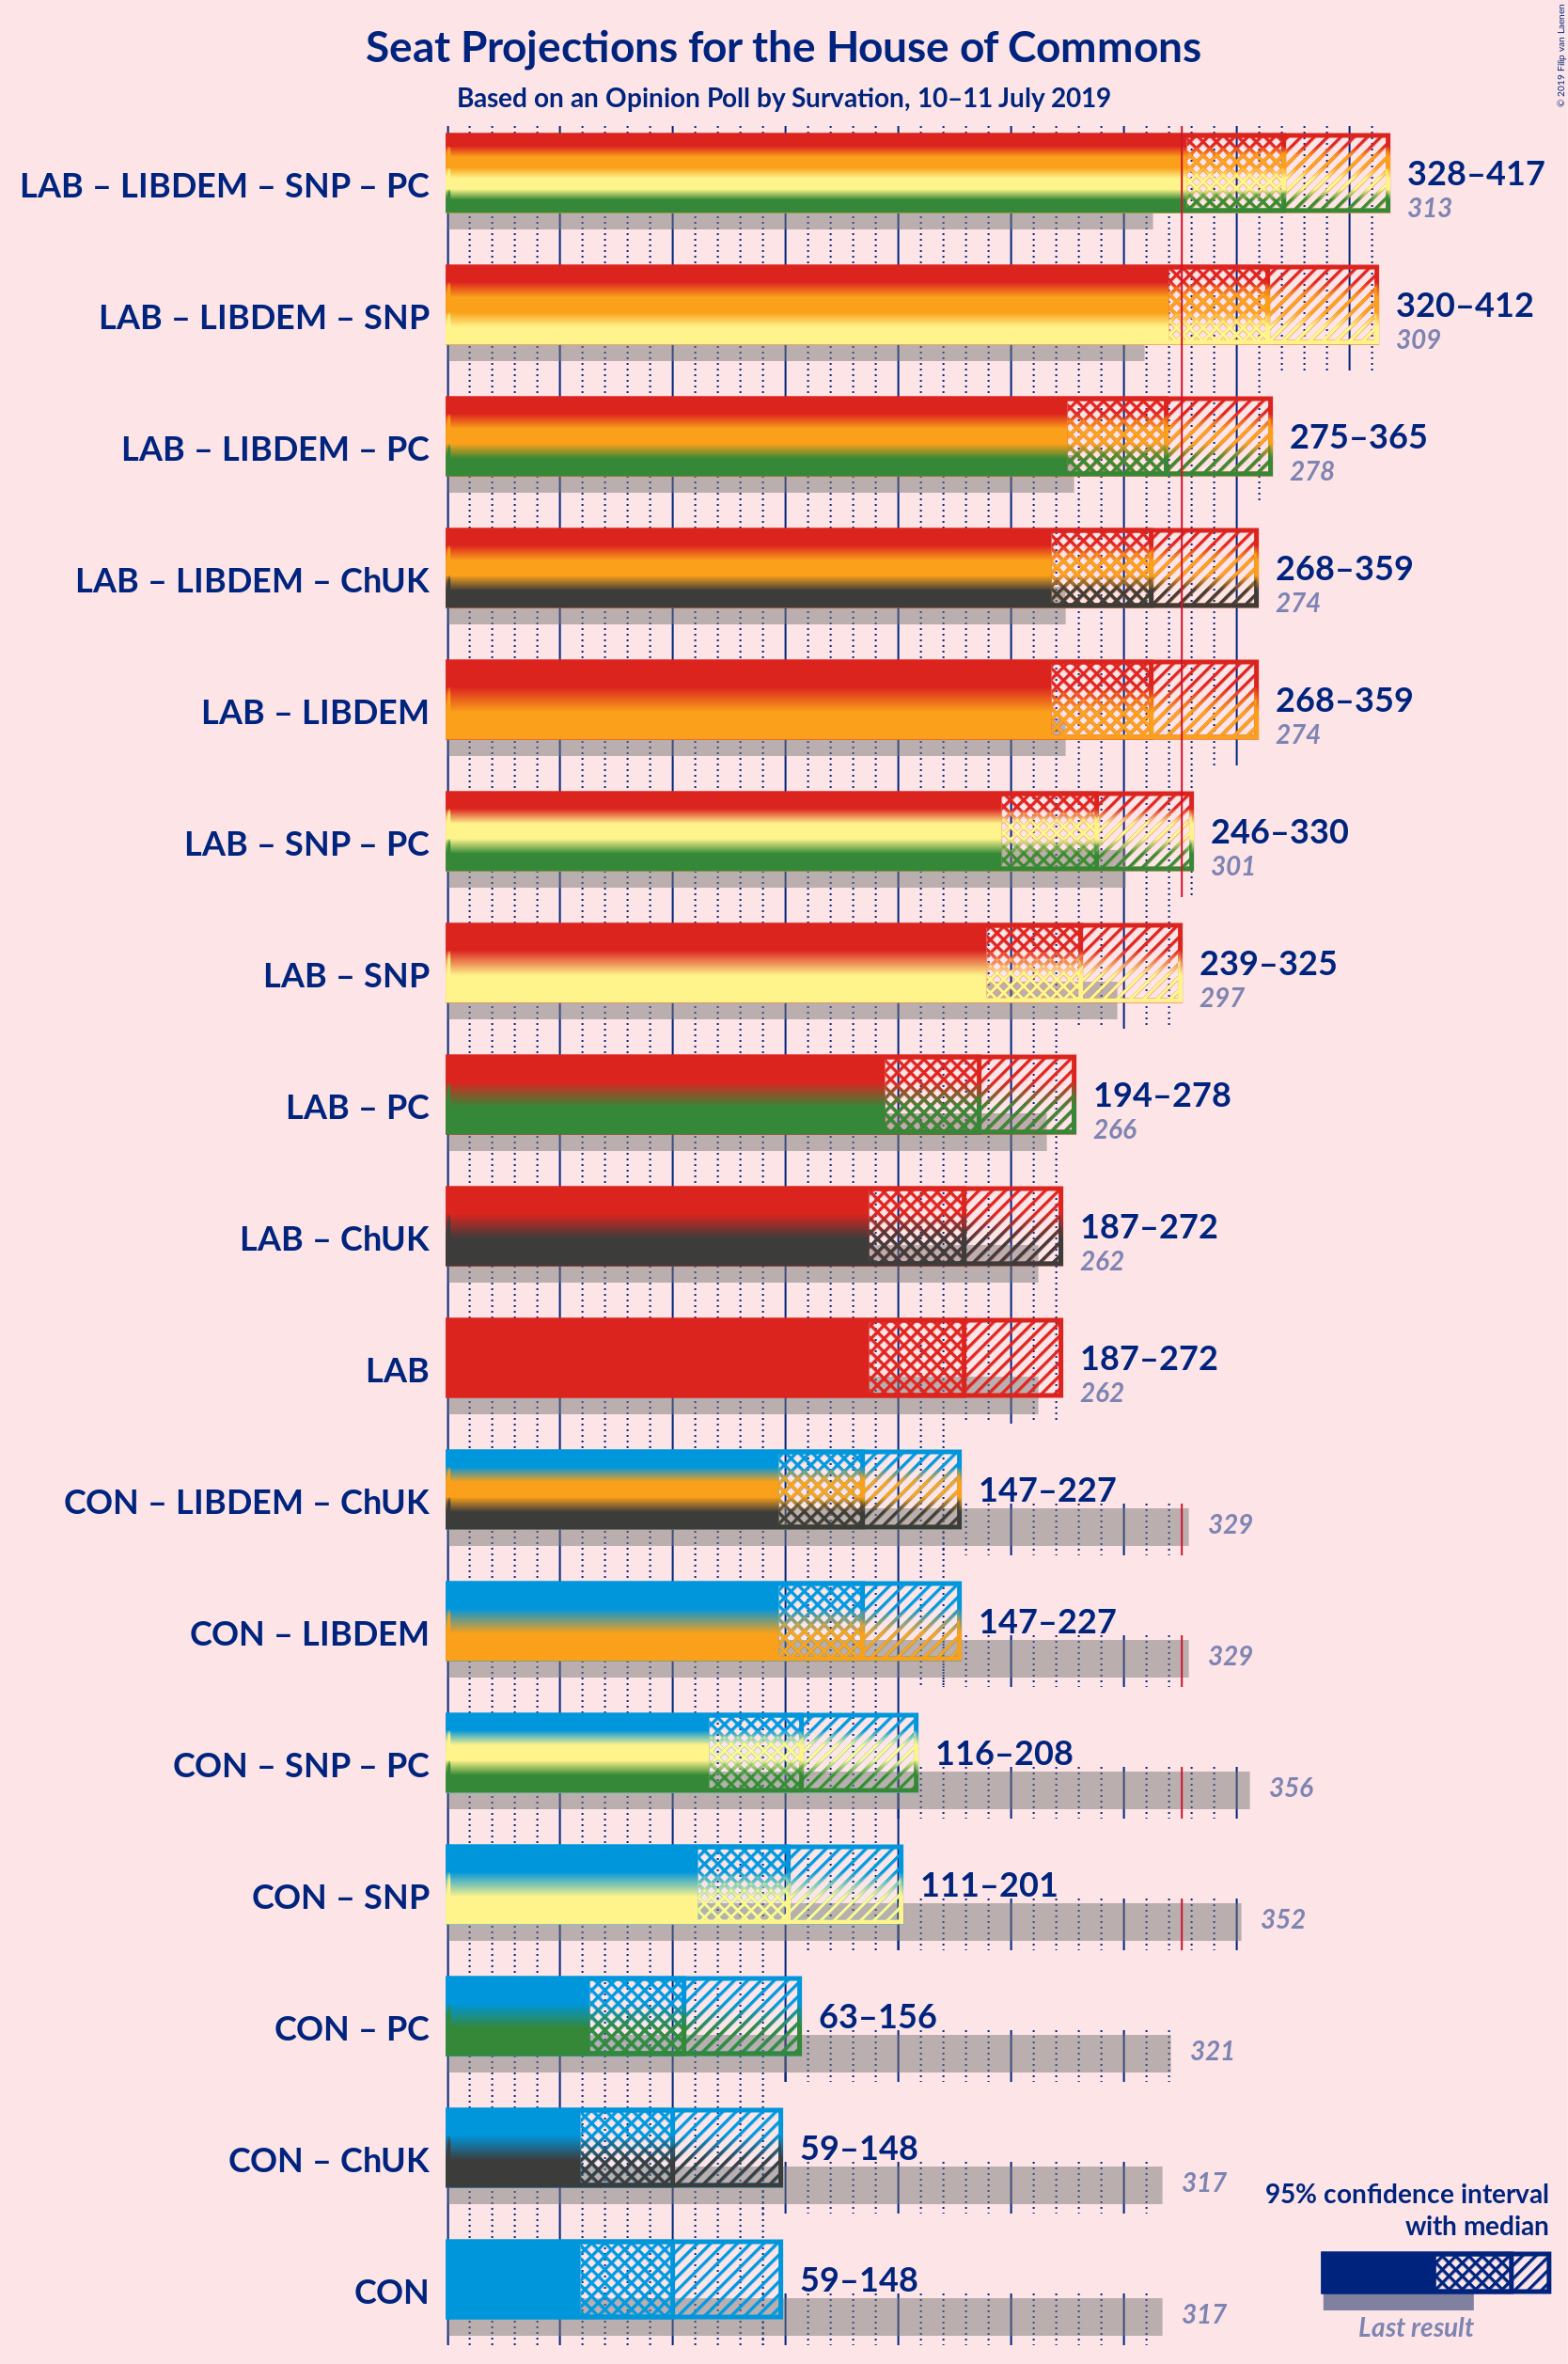 Seat Projections for the House of Commons
Based on an Opinion Poll by Survation, 10–11 July 2019
© 2019 Filip van Laenen
LAB – LIBDEM – SNP – PC
328–417
313
LAB – LIBDEM – SNP
320–412
309
LAB – LIBDEM – PC
275–365
278
LAB – LIBDEM – ChUK
268–359
274
LAB – LIBDEM
268–359
274
LAB – SNP – PC
246–330
301
LAB – SNP
239–325
297
LAB – PC
194–278
266
LAB – ChUK
187–272
262
LAB
187–272
262
CON – LIBDEM – ChUK
147–227
329
CON – LIBDEM
147–227
329
CON – SNP – PC
116–208
356
CON – SNP
111–201
352
CON – PC
63–156
321
CON – ChUK
59–148
317
CON
59–148
317
95% confidence interval
with median
Last result